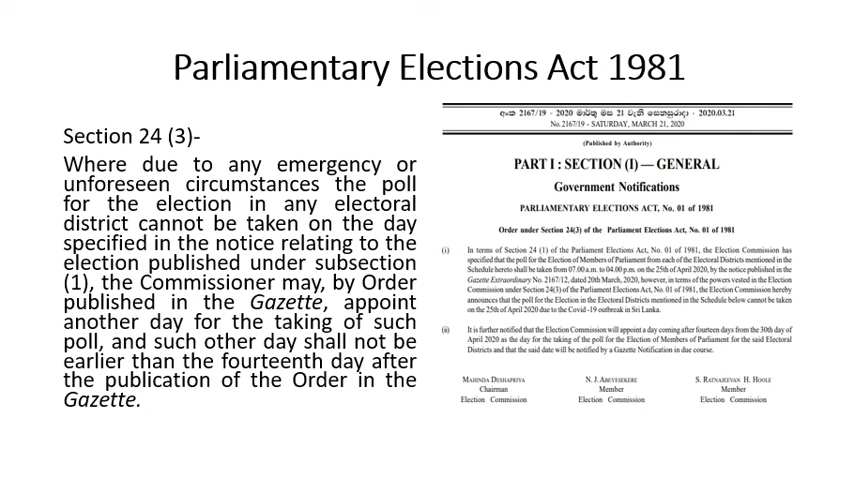 Parliamentary Elections Act 1981
Section 24 (3)-
Where due to any emergency or
unforeseen circumstances the poll
for the election in any electoral
district cannot be taken on the day
specified in the notice relating to the
election published under subsection
(1), the Commissioner may, by Order
published in the Gazette, appoint
another day for the taking of such
poll, and such other day shall not be
earlier than the fourteenth day after
the publication of the Order in the
Gazette.
අංක 2167/19 - 2020 මාර්තු මස 21 වැනි සෙනසුරාදා - 2020.03.21
No. 2167/19 - SATURDAY, MARCH 21, 2020
(Published by Authority)
PART I : SECTION (I) — GENERAL
Government Notifications
PARLIAMENTARY ELECTIONS ACT, No. 01 of 1981
Order under Section 24(3) of the Parliament Elections Act, No. 01 of 1981
(i) In terms of Section 24 (1) of the Parliament Elections Act, No. 01 of 1981, the Election Commission has
specified that the poll for the Election of Members of Parliament from each of the Electoral Districts mentioned in the
Schedule hereto shall be taken from 07.00 a.m. to 04.00 p.m. on the 25th of April 2020, by the notice published in the
Gazette Extraordinary No. 2167/12, dated 20th March, 2020, however, in terms of the powers vested in the Election
Commission under Section 24(3) of the Parliament Elections Act, No. 01 of 1981, the Election Commission hereby
announces that the poll for the Election in the Electoral Districts mentioned in the Schedule below cannot be taken
on the 25th of April 2020 due to the Covid -19 outbreak in Sri Lanka.
(ii) It is further notified that the Election Commission will appoint a day coming after fourteen days from the 30th day of
April 2020 as the day for the taking of the poll for the Election of Members of Parliament for the said Electoral
Districts and that the said date will be notified by a Gazette Notification in due course.
MAHINDA DESHAPRIYA N. J. ABEYESEKERE S. RATNAJEEVAN H. HOOLE
Chairman Member Member
Election Commission Election Commission Election Commission